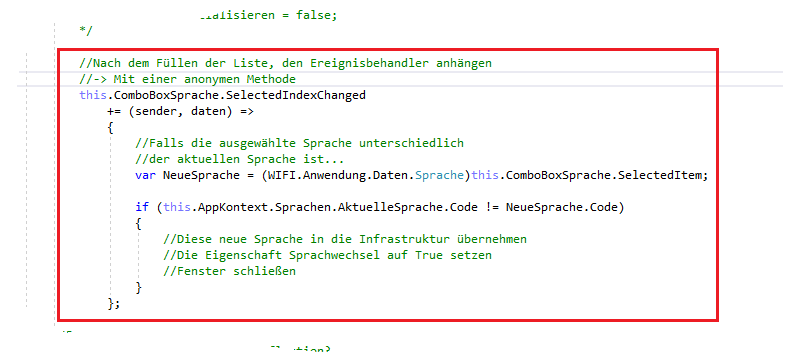 = false;
*/
//Nach dem Füllen der Liste, den Ereignisbehandler anhängen
//-> Mit einer anonymen Methode
this.ComboBoxSprache.SelectedIndexChanged
+= (sender, daten) =>
{
//Falls die ausgewählte Sprache unterschiedlich
//der aktuellen Sprache ist...
var NeueSprache = (WIFI.Anwendung.Daten.Sprache)this.ComboBoxSprache.SelectedItem;
if (this.AppKontext.Sprachen.AktuelleSprache.Code != NeueSprache.Code)
{
//Diese neue Sprache in die Infrastruktur übernehmen
//Die Eigenschaft Sprachwechsel auf True setzen
//Fenster schließen
}
};